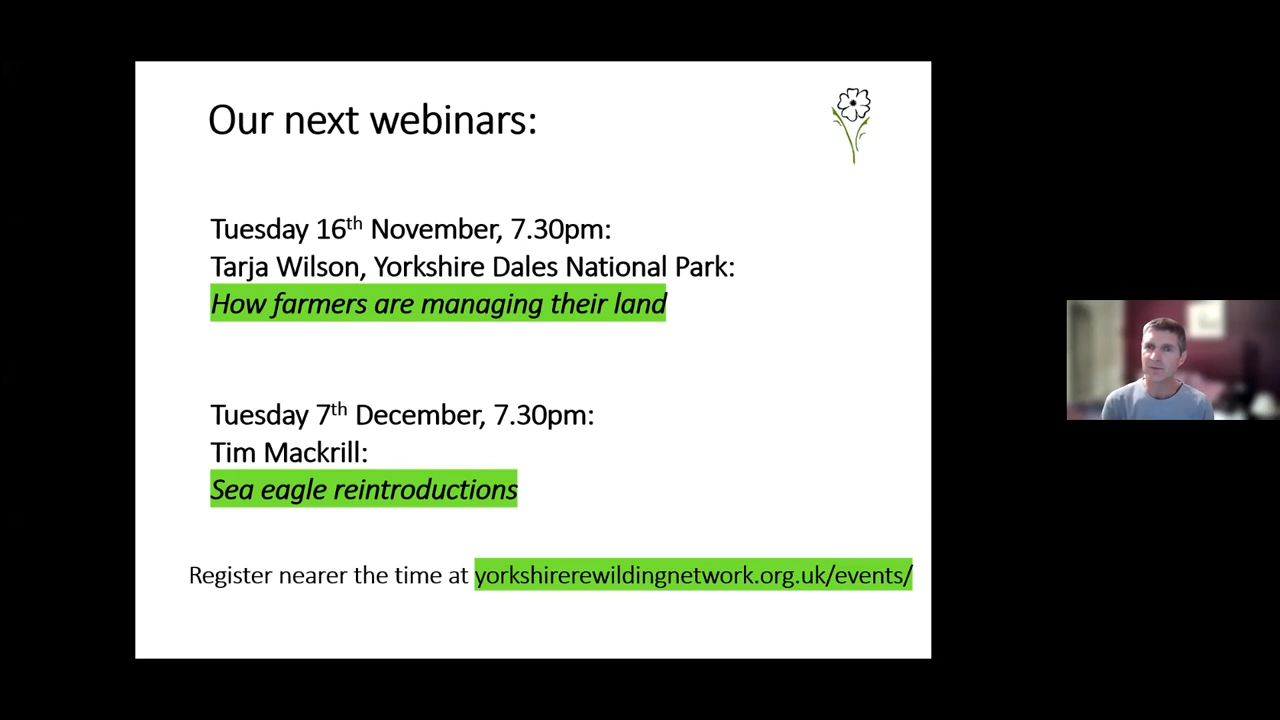 Our next webinars:
Tuesday 16th November, 7.30pm:
Tarja Wilson, Yorkshire Dales National Park:
How farmers are managing their land
Tuesday 7th December, 7.30pm:
Tim Mackrill:
Sea eagle reintroductions
Register nearer the time at yorkshirerewildingnetwork.org.uk/events/